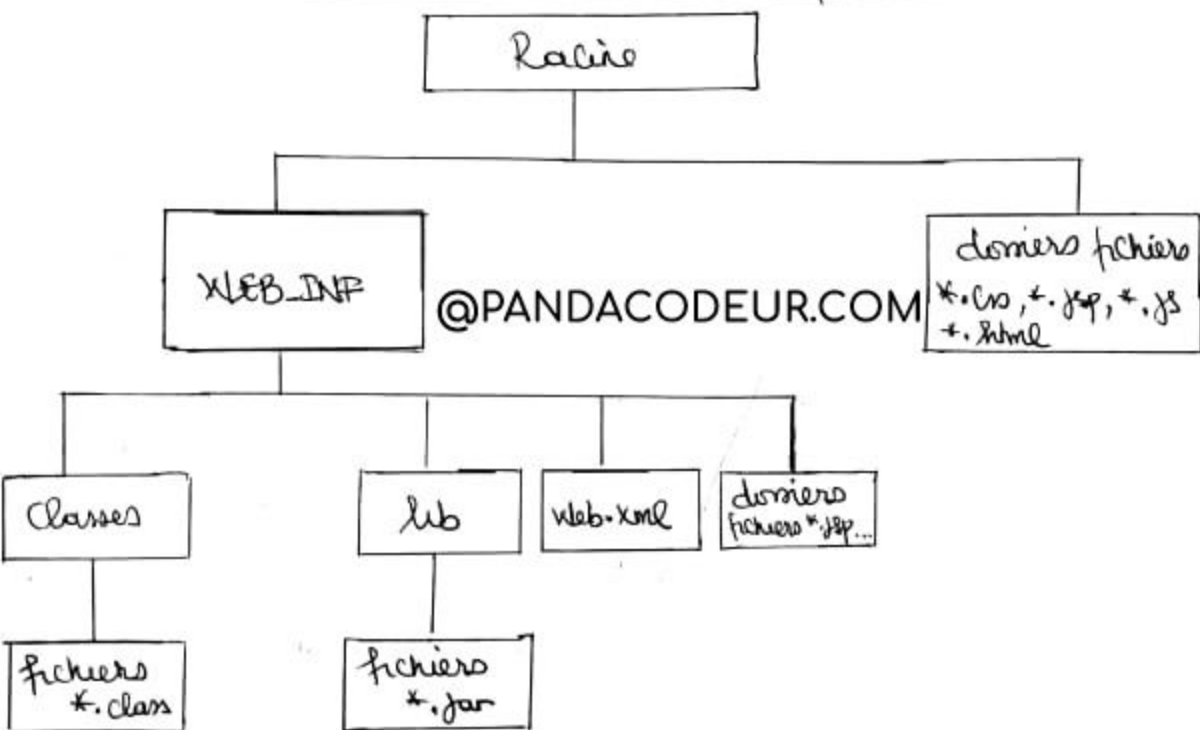 Racine
WEB_INF
@PANDACODEUR.COM
dossiers fichiers
*.css, *.jsp, *.js
*.html
classes
lib
web.xml
dossiers
fichiers *.jsp...
fichiers
*.class
fichiers
*.jar